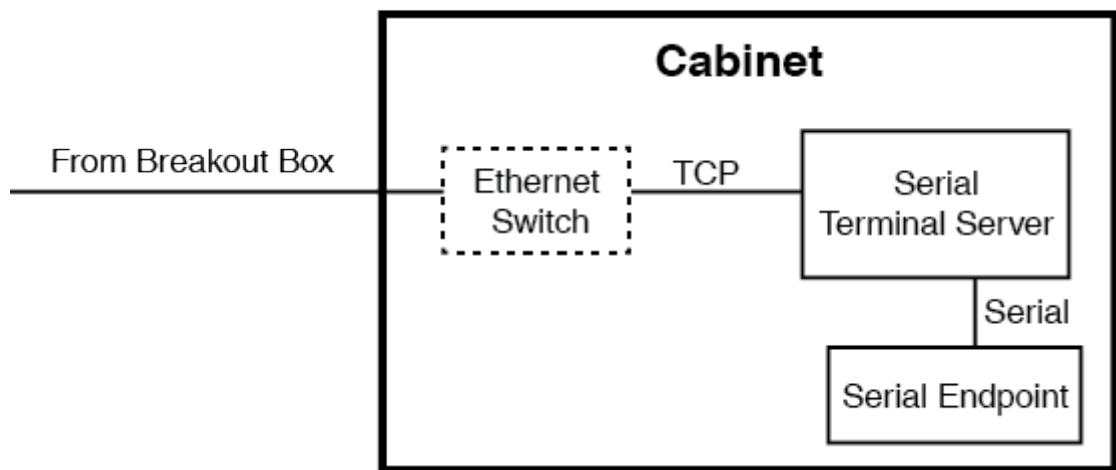 Cabinet
From Breakout Box
Ethernet
Switch
TCP
Serial
Terminal Server
Serial
Serial Endpoint